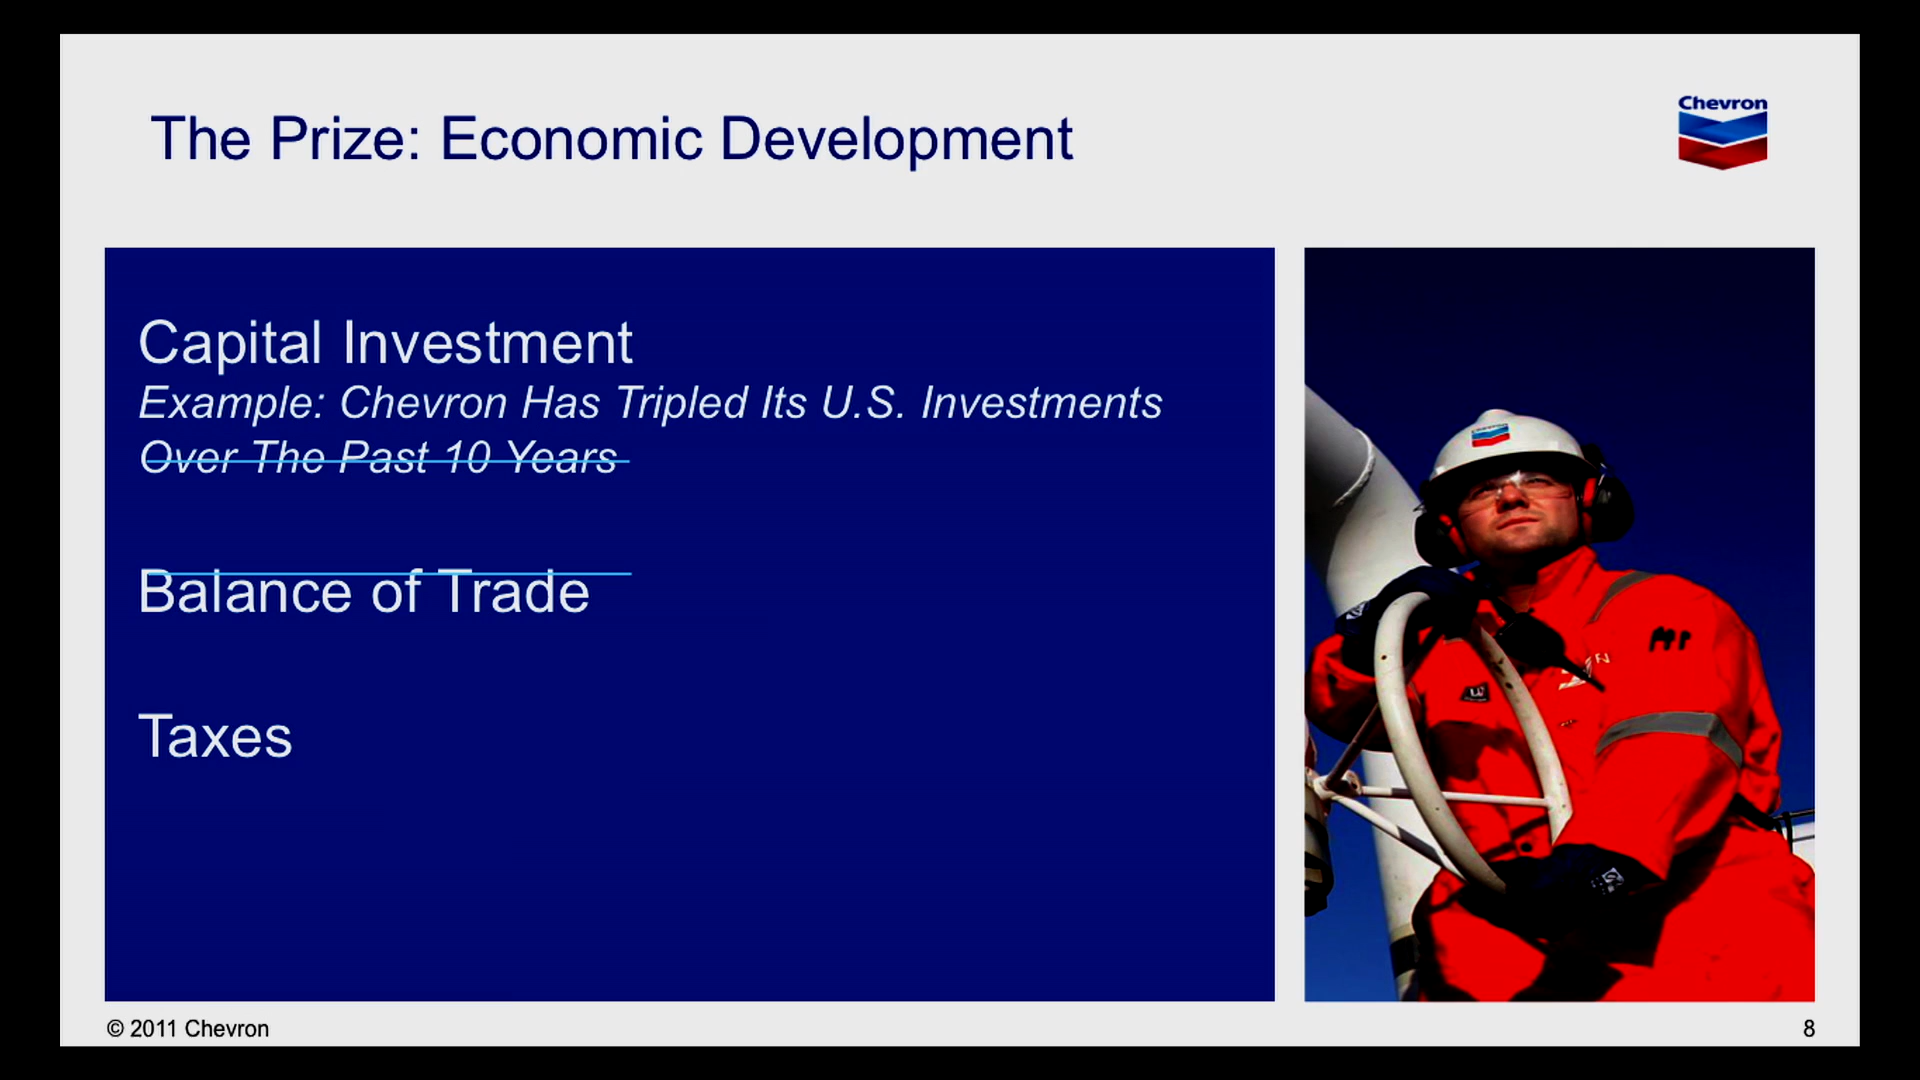 The Prize: Economic Development
Chevron
Capital Investment
Example: Chevron Has Tripled Its U.S. Investments
Over The Past 10 Years
Balance of Trade
Taxes
© 2011 Chevron
8